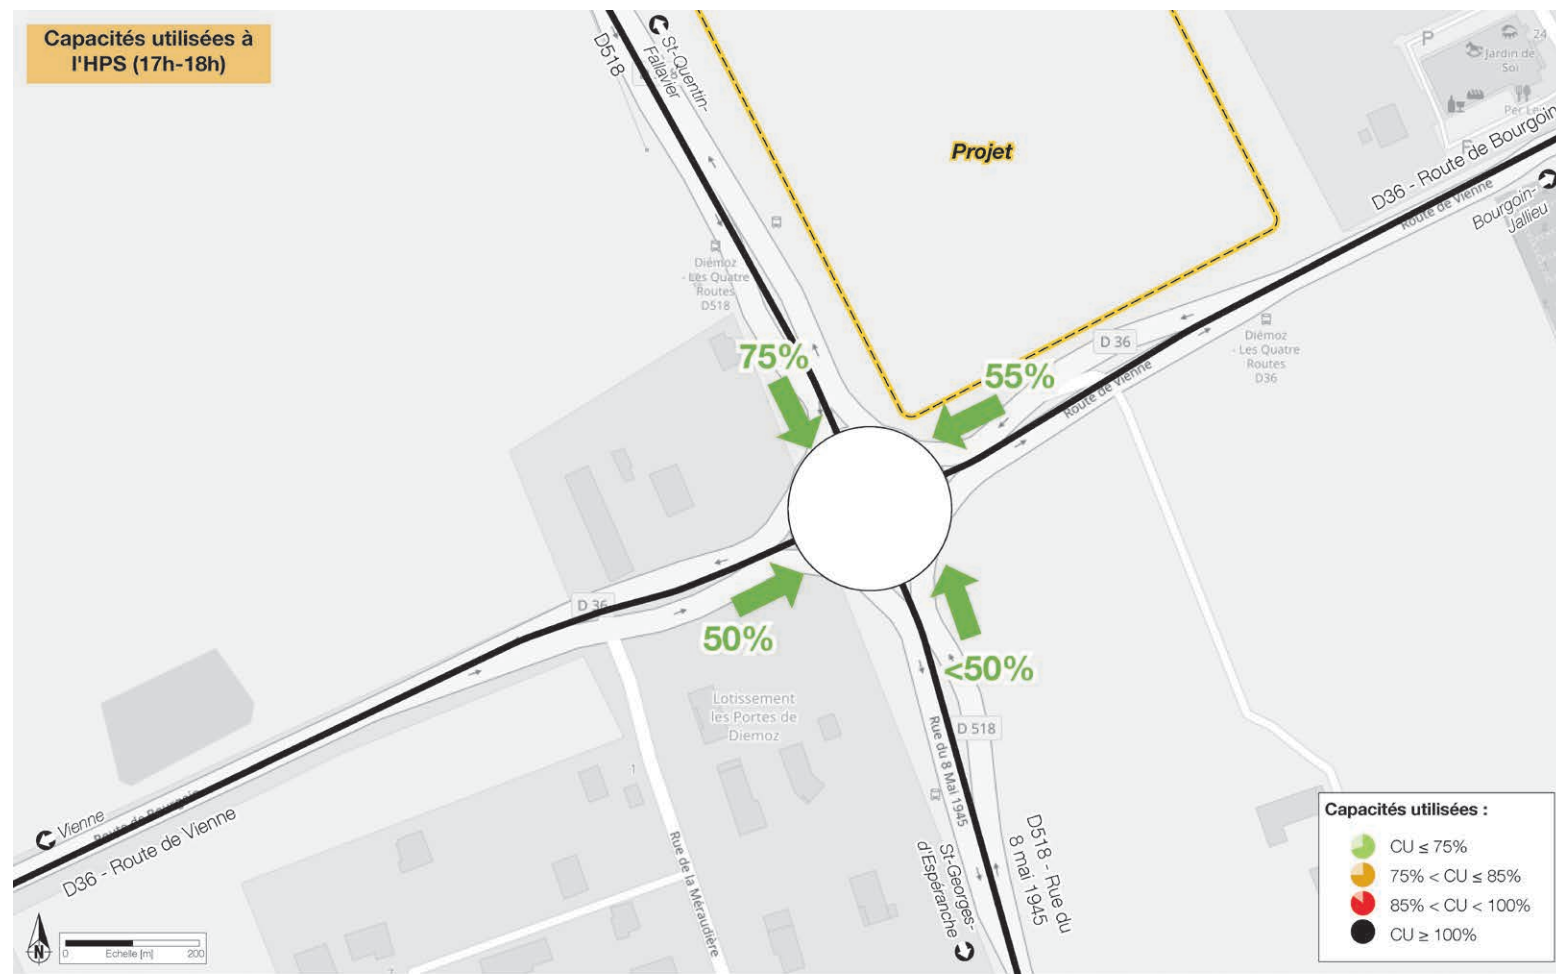 Capacités utilisées à
l'HPS (17h-18h)
D518
St-Quentin-
Fallavier
Projet
P
24
Jardin de
Soi
D36 - Route de Bourgoin
Route de Vienne
Bourgoin-
Jallieu
Diémoz
- Les Quatre
Routes
D518
D 36
Diémoz
- Les Quatre
Routes
D36
Route de Vienne
75%
55%
50%
<50%
D 36
Lotissement
les Portes de
Diemoz
D 518
Rue du 8 Mai 1945
D518 - Rue du
8 mai 1945
St-Georges-
d'Espéranche
Vienne
D36 - Route de Vienne
1
Rue de la Méraudière
7
N
0 Echelle [m] 200
Capacités utilisées :
CU ≤ 75%
75% < CU ≤ 85%
85% < CU < 100%
CU ≥ 100%